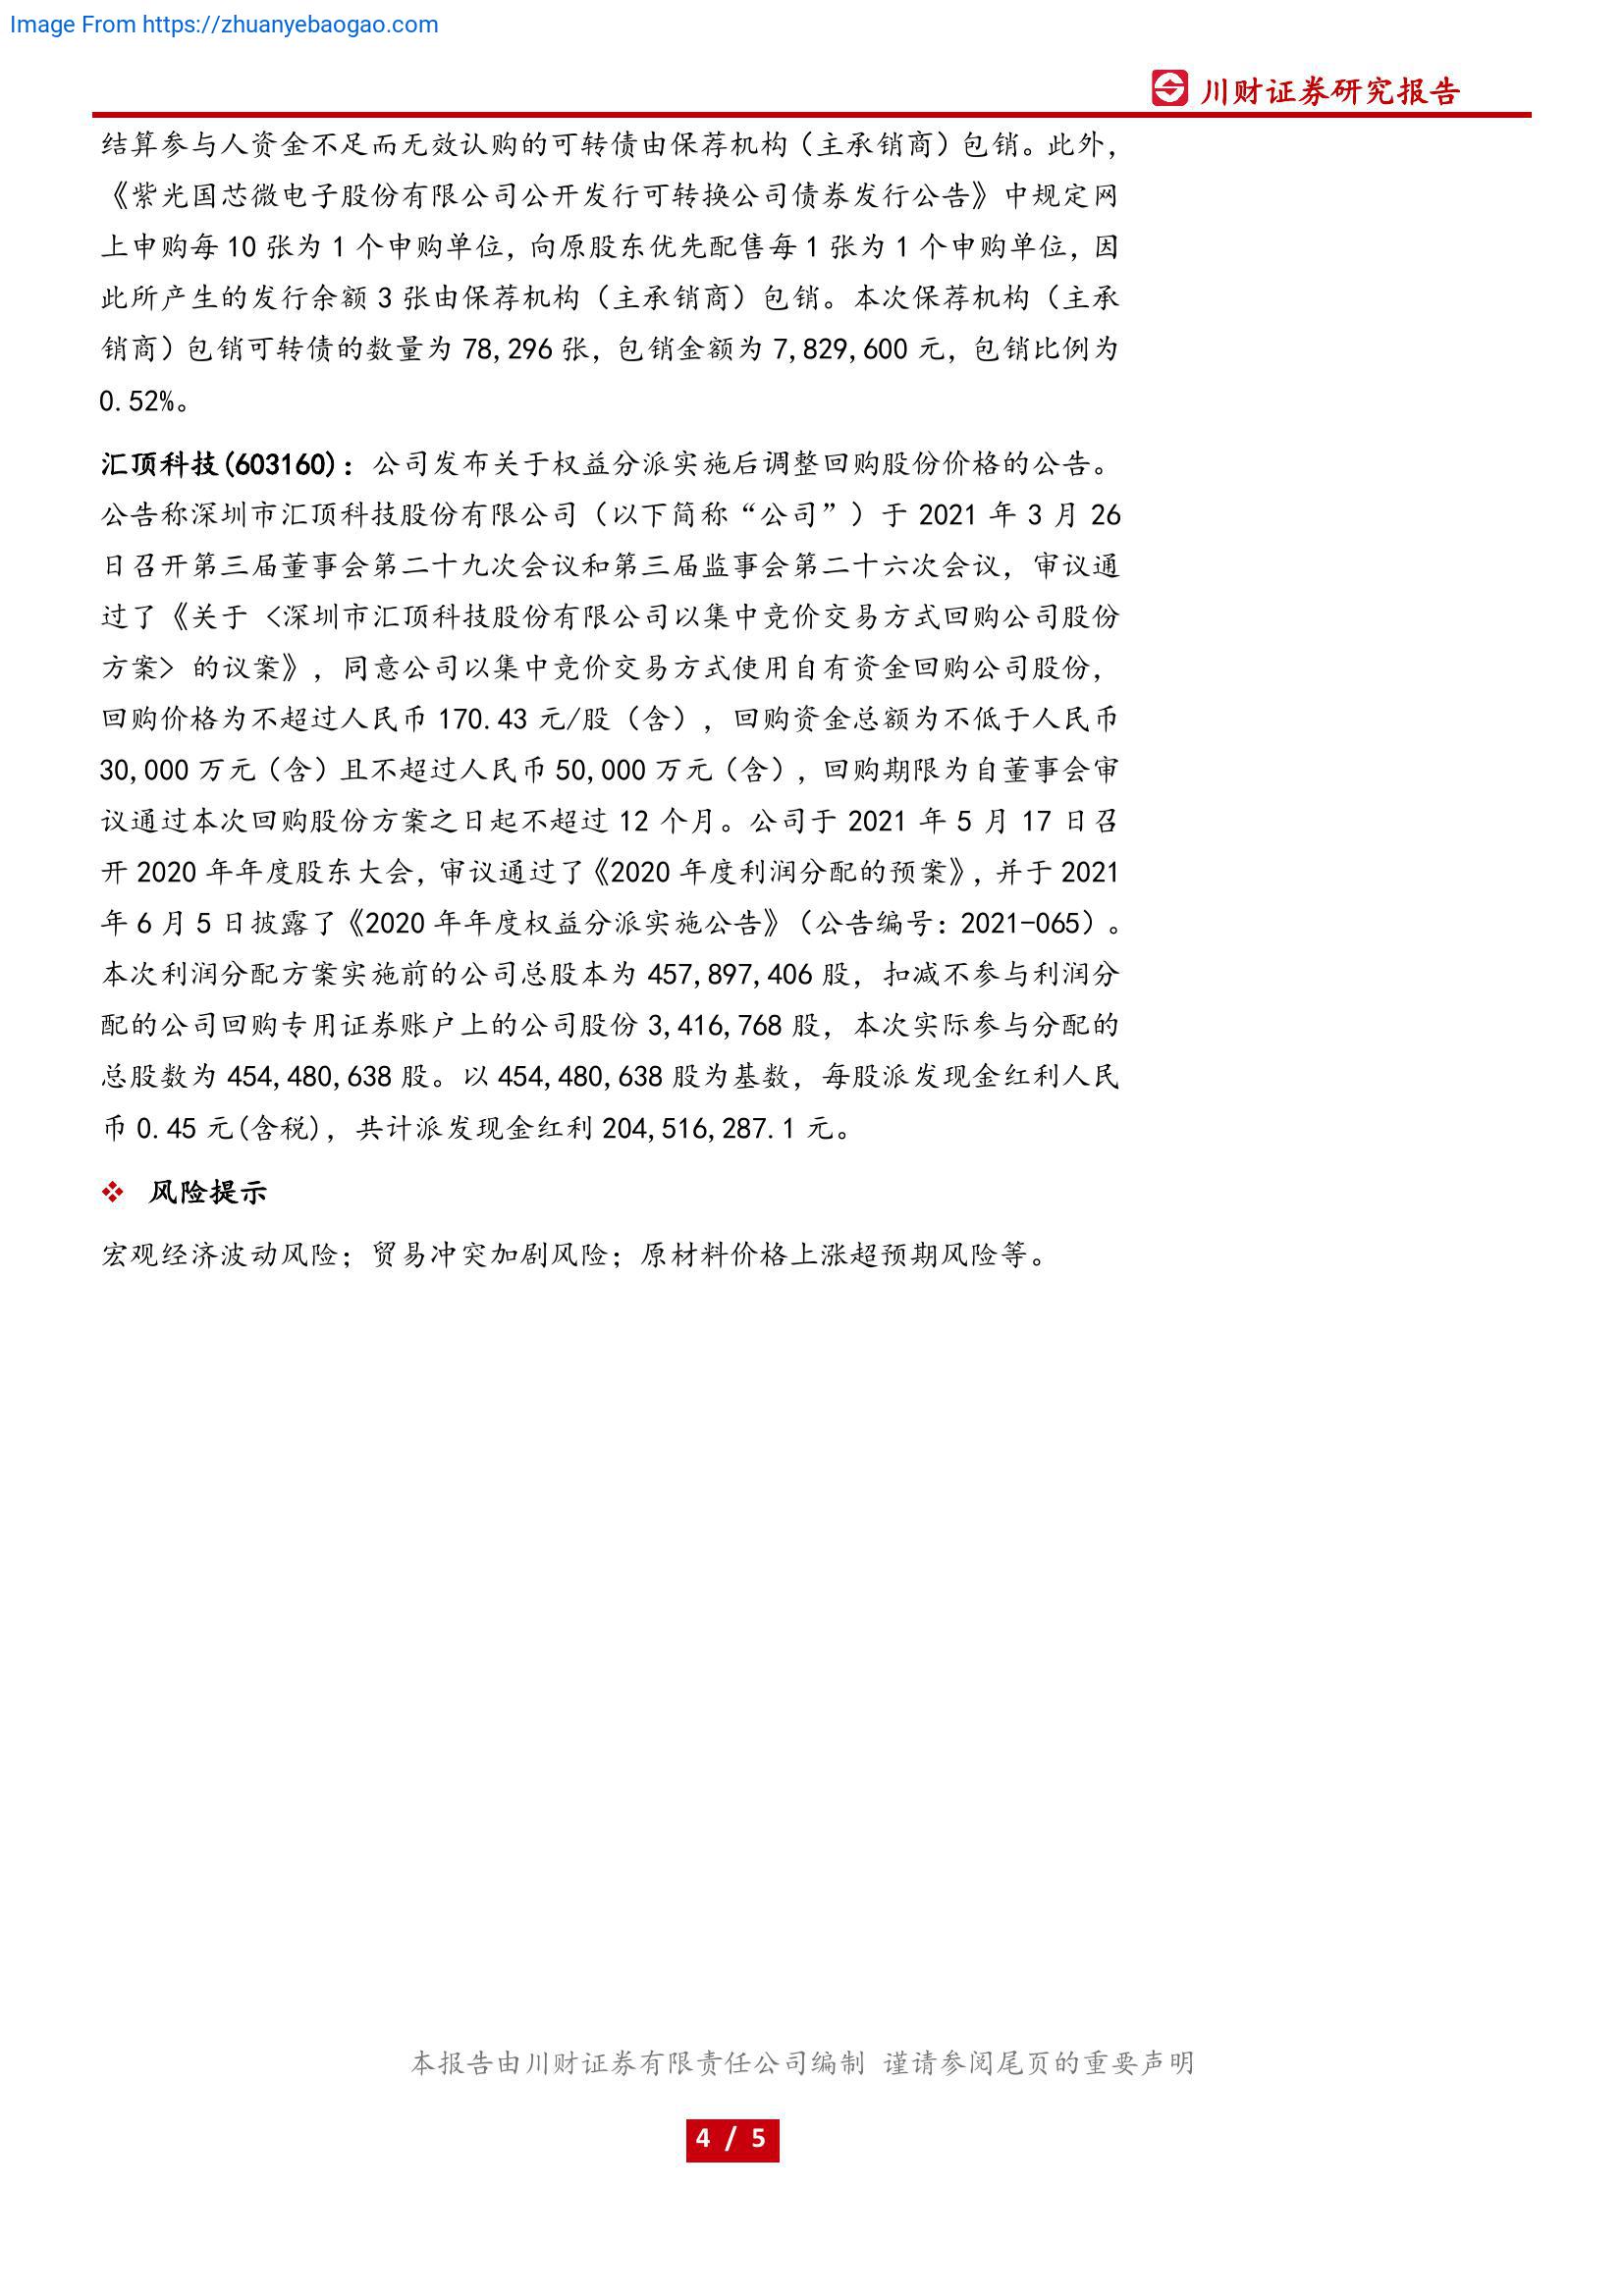 Image From https://zhuanyebaogao.com
川财证券研究报告
结算参与人资金不足而无效认购的可转债由保荐机构（主承销商）包销。此外，
《紫光国芯微电子股份有限公司公开发行可转换公司债券发行公告》中规定网
上申购每 10 张为 1 个申购单位，向原股东优先配售每 1 张为 1 个申购单位，因
此所产生的发行余额 3 张由保荐机构（主承销商）包销。本次保荐机构（主承
销商）包销可转债的数量为 78,296 张，包销金额为 7,829,600 元，包销比例为
0.52%。
汇顶科技(603160)：公司发布关于权益分派实施后调整回购股份价格的公告。
公告称深圳市汇顶科技股份有限公司（以下简称“公司”）于 2021 年 3 月 26
日召开第三届董事会第二十九次会议和第三届监事会第二十六次会议，审议通
过了《关于 <深圳市汇顶科技股份有限公司以集中竞价交易方式回购公司股份
方案> 的议案》，同意公司以集中竞价交易方式使用自有资金回购公司股份，
回购价格为不超过人民币 170.43 元/股（含），回购资金总额为不低于人民币
30,000 万元（含）且不超过人民币 50,000 万元（含），回购期限为自董事会审
议通过本次回购股份方案之日起不超过 12 个月。公司于 2021 年 5 月 17 日召
开 2020 年年度股东大会，审议通过了《2020 年度利润分配的预案》，并于 2021
年 6 月 5 日披露了《2020 年年度权益分派实施公告》（公告编号：2021-065）。
本次利润分配方案实施前的公司总股本为 457,897,406 股，扣减不参与利润分
配的公司回购专用证券账户上的公司股份 3,416,768 股，本次实际参与分配的
总股数为 454,480,638 股。以 454,480,638 股为基数，每股派发现金红利人民
币 0.45 元(含税)，共计派发现金红利 204,516,287.1 元。
❖ 风险提示
宏观经济波动风险；贸易冲突加剧风险；原材料价格上涨超预期风险等。
本报告由川财证券有限责任公司编制 谨请参阅尾页的重要声明
4 / 5